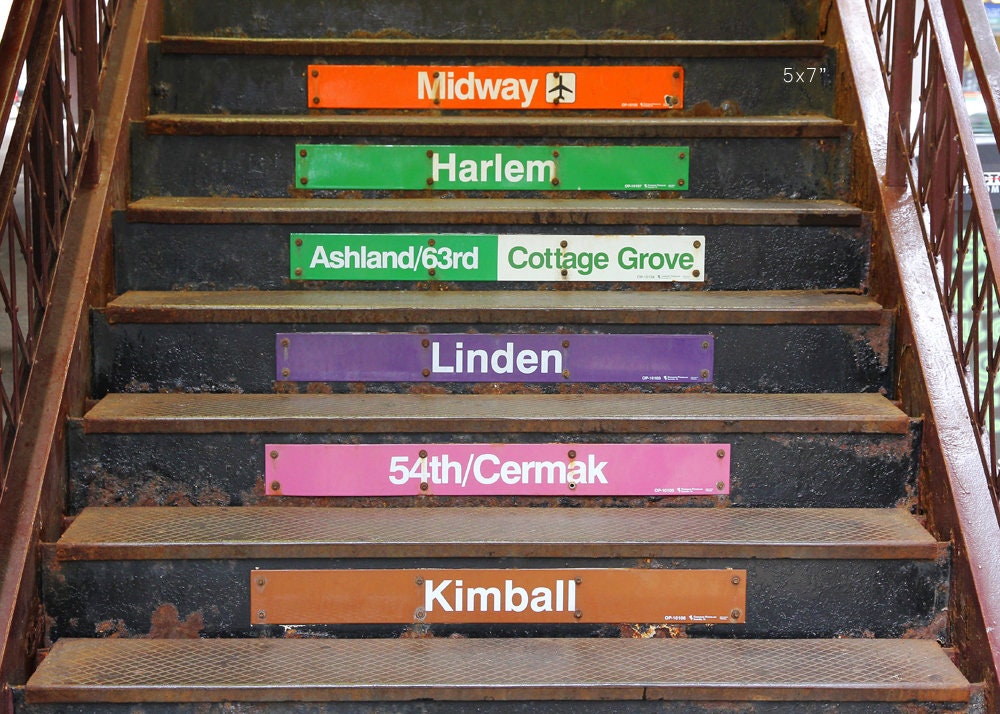 5x7”
Midway
Harlem
Ashland/63rd Cottage Grove
Linden
54th/Cermak
Kimball